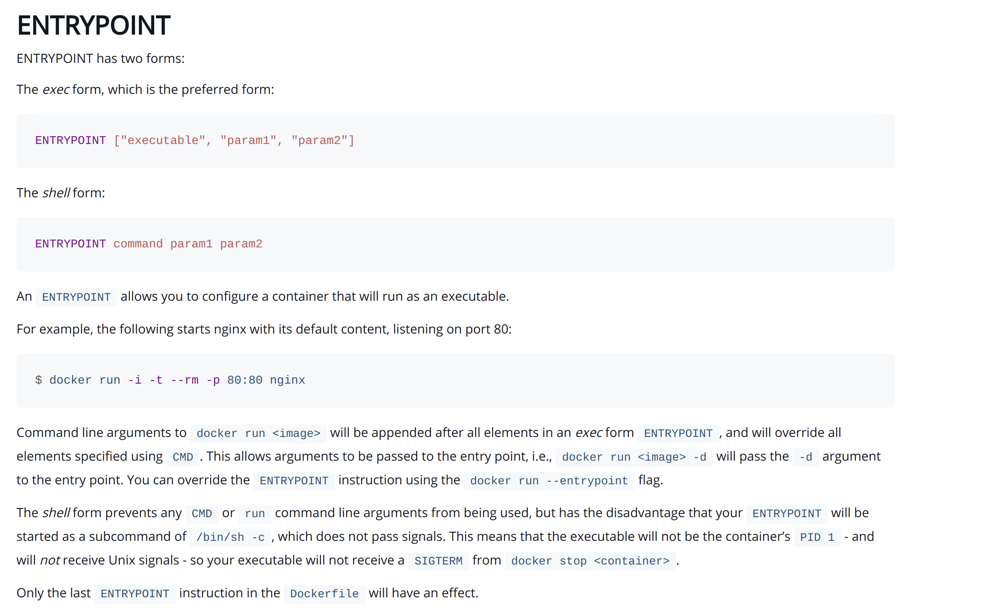 ENTRYPOINT
ENTRYPOINT has two forms:
The exec form, which is the preferred form:
ENTRYPOINT ["executable", "param1", "param2"]
The shell form:
ENTRYPOINT command param1 param2
An ENTRYPOINT allows you to configure a container that will run as an executable.
For example, the following starts nginx with its default content, listening on port 80:
$ docker run -i -t --rm -p 80:80 nginx
Command line arguments to docker run <image> will be appended after all elements in an exec form ENTRYPOINT , and will override all
elements specified using CMD . This allows arguments to be passed to the entry point, i.e., docker run <image> -d will pass the -d argument
to the entry point. You can override the ENTRYPOINT instruction using the docker run --entrypoint flag.
The shell form prevents any CMD or run command line arguments from being used, but has the disadvantage that your ENTRYPOINT will be
started as a subcommand of /bin/sh -c , which does not pass signals. This means that the executable will not be the container’s PID 1 - and
will not receive Unix signals - so your executable will not receive a SIGTERM from docker stop <container> .
Only the last ENTRYPOINT instruction in the Dockerfile will have an effect.